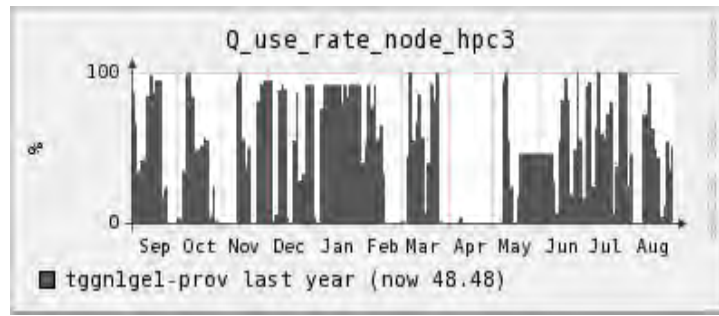 Q_use_rate_node_hpc3
100
%
0
Sep Oct Nov Dec Jan Feb Mar Apr May Jun Jul Aug
tggnlgel-prov last year (now 48.48)